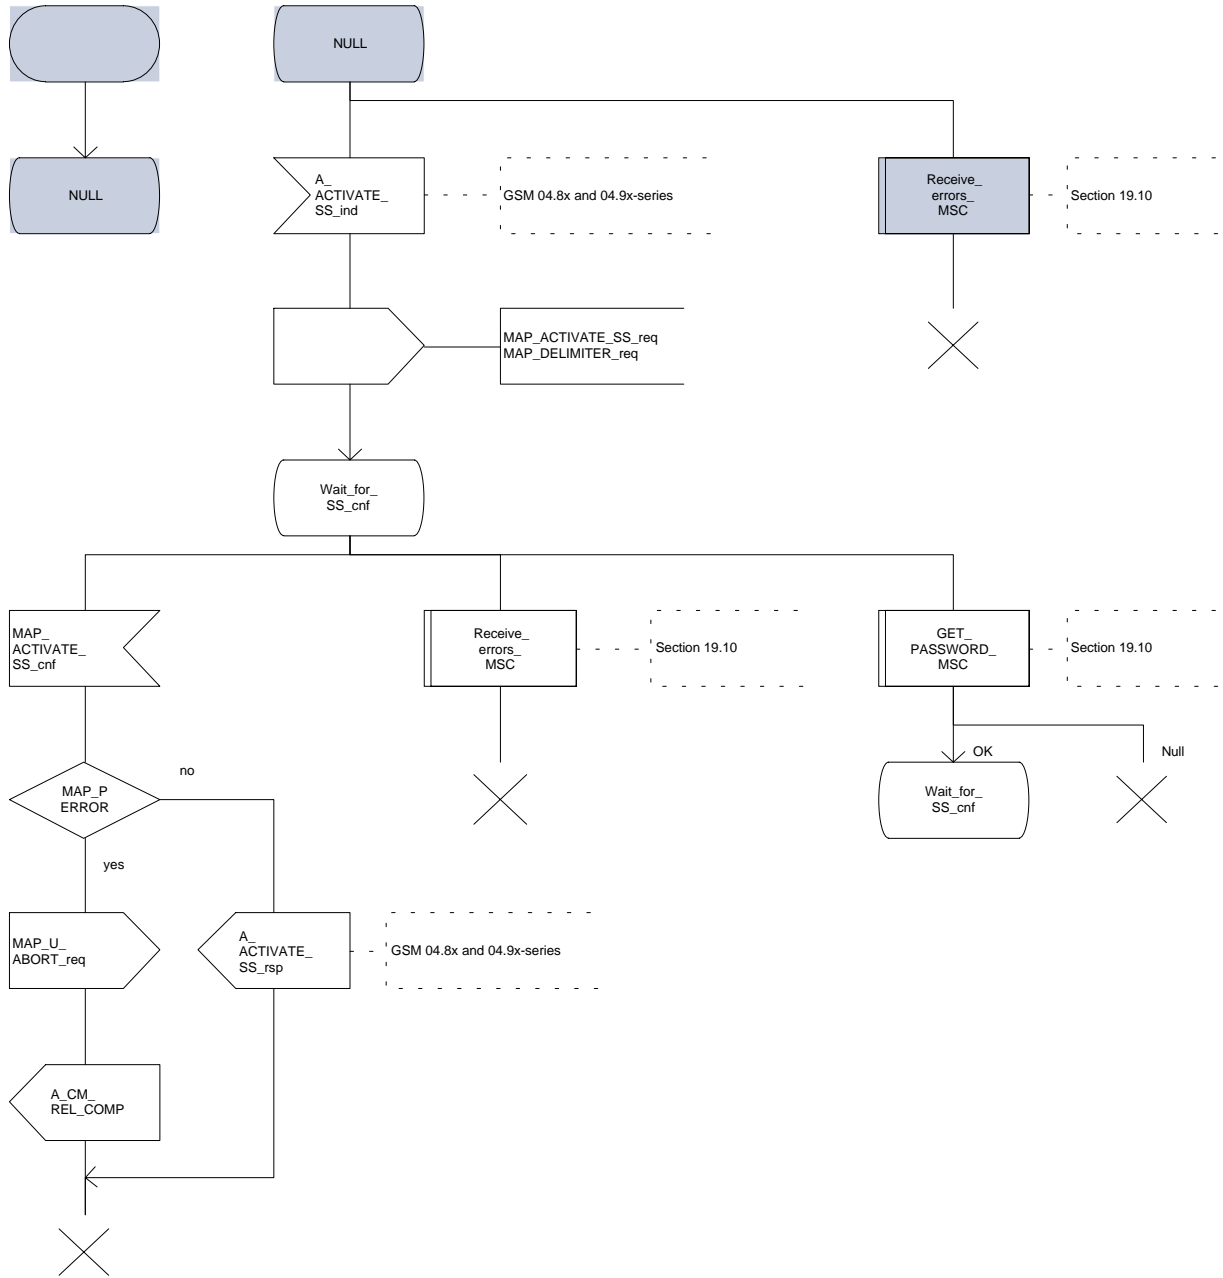 NULL
NULL
A_
ACTIVATE_
SS_ind
GSM 04.8x and 04.9x-series
Receive_
errors_
MSC
Section 19.10
MAP_ACTIVATE_SS_req
MAP_DELIMITER_req
Wait_for_
SS_cnf
MAP_
ACTIVATE_
SS_cnf
Receive_
errors_
MSC
Section 19.10
GET_
PASSWORD_
MSC
Section 19.10
OK
Null
Wait_for_
SS_cnf
MAP_P
ERROR
no
yes
MAP_U_
ABORT_req
A_
ACTIVATE_
SS_rsp
GSM 04.8x and 04.9x-series
A_CM_
REL_COMP